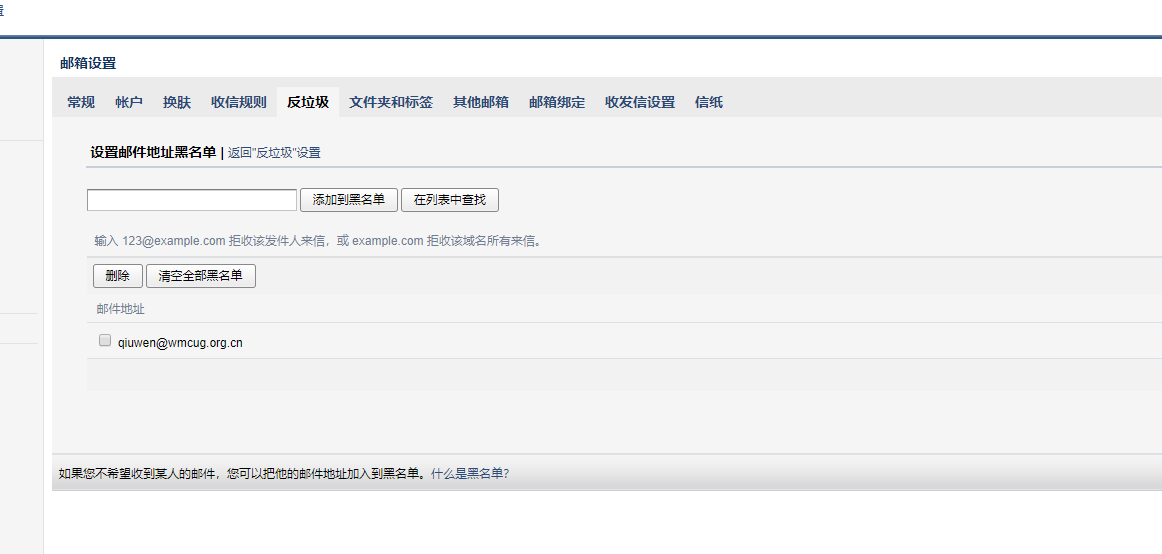 置
邮箱设置
常规 帐户 换肤 收信规则 反垃圾 文件夹和标签 其他邮箱 邮箱绑定 收发信设置 信纸
设置邮件地址黑名单 | 返回"反垃圾"设置
添加到黑名单 在列表中查找
输入 123@example.com 拒收该发件人来信，或 example.com 拒收该域名所有来信。
删除 清空全部黑名单
邮件地址
qiuwen@wmcug.org.cn
如果您不希望收到某人的邮件，您可以把他的邮件地址加入到黑名单。什么是黑名单?